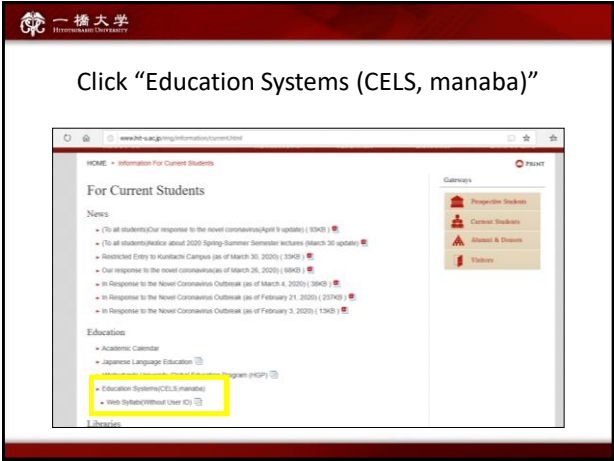 一橋大学
HITOTSUBASHI UNIVERSITY
Click “Education Systems (CELS, manaba)”
www.hit-u.ac.jp/eng/information/current.html
HOME > Information For Current Students
PRINT
For Current Students
News
(To all students)Our response to the novel coronavirus(April 9 update) ( 93KB )
(To all students)Notice about 2020 Spring-Summer Semester lectures (March 30 update)
Restricted Entry to Kunitachi Campus (as of March 30, 2020) ( 33KB )
Our response to the novel coronavirus(as of March 26, 2020) ( 68KB )
In Response to the Novel Coronavirus Outbreak (as of March 4, 2020) ( 38KB )
In Response to the Novel Coronavirus Outbreak (as of February 21, 2020) ( 237KB )
In Response to the Novel Coronavirus Outbreak (as of February 3, 2020) ( 13KB )
Education
Academic Calendar
Japanese Language Education
Hitotsubashi University Global Education Program (HGP)
Education Systems(CELS,manaba)
Web Syllabi(Without User ID)
Libraries
Gateways
Prospective Students
Current Students
Alumni & Donors
Visitors